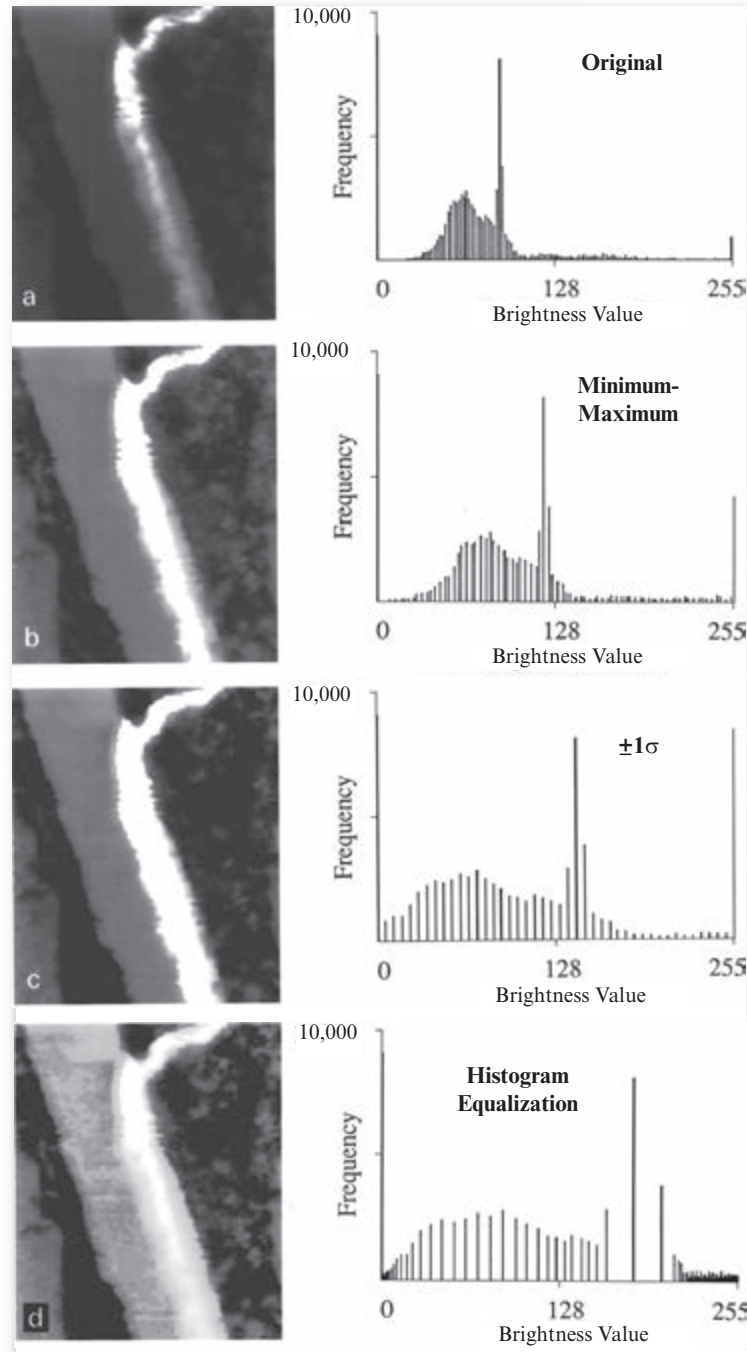 10,000
Original
Frequency
a
0 128 255
Brightness Value
10,000
Minimum-
Maximum
Frequency
b
0 128 255
Brightness Value
10,000
±1σ
Frequency
c
0 128 255
Brightness Value
10,000
Histogram
Equalization
Frequency
d
0 128 255
Brightness Value